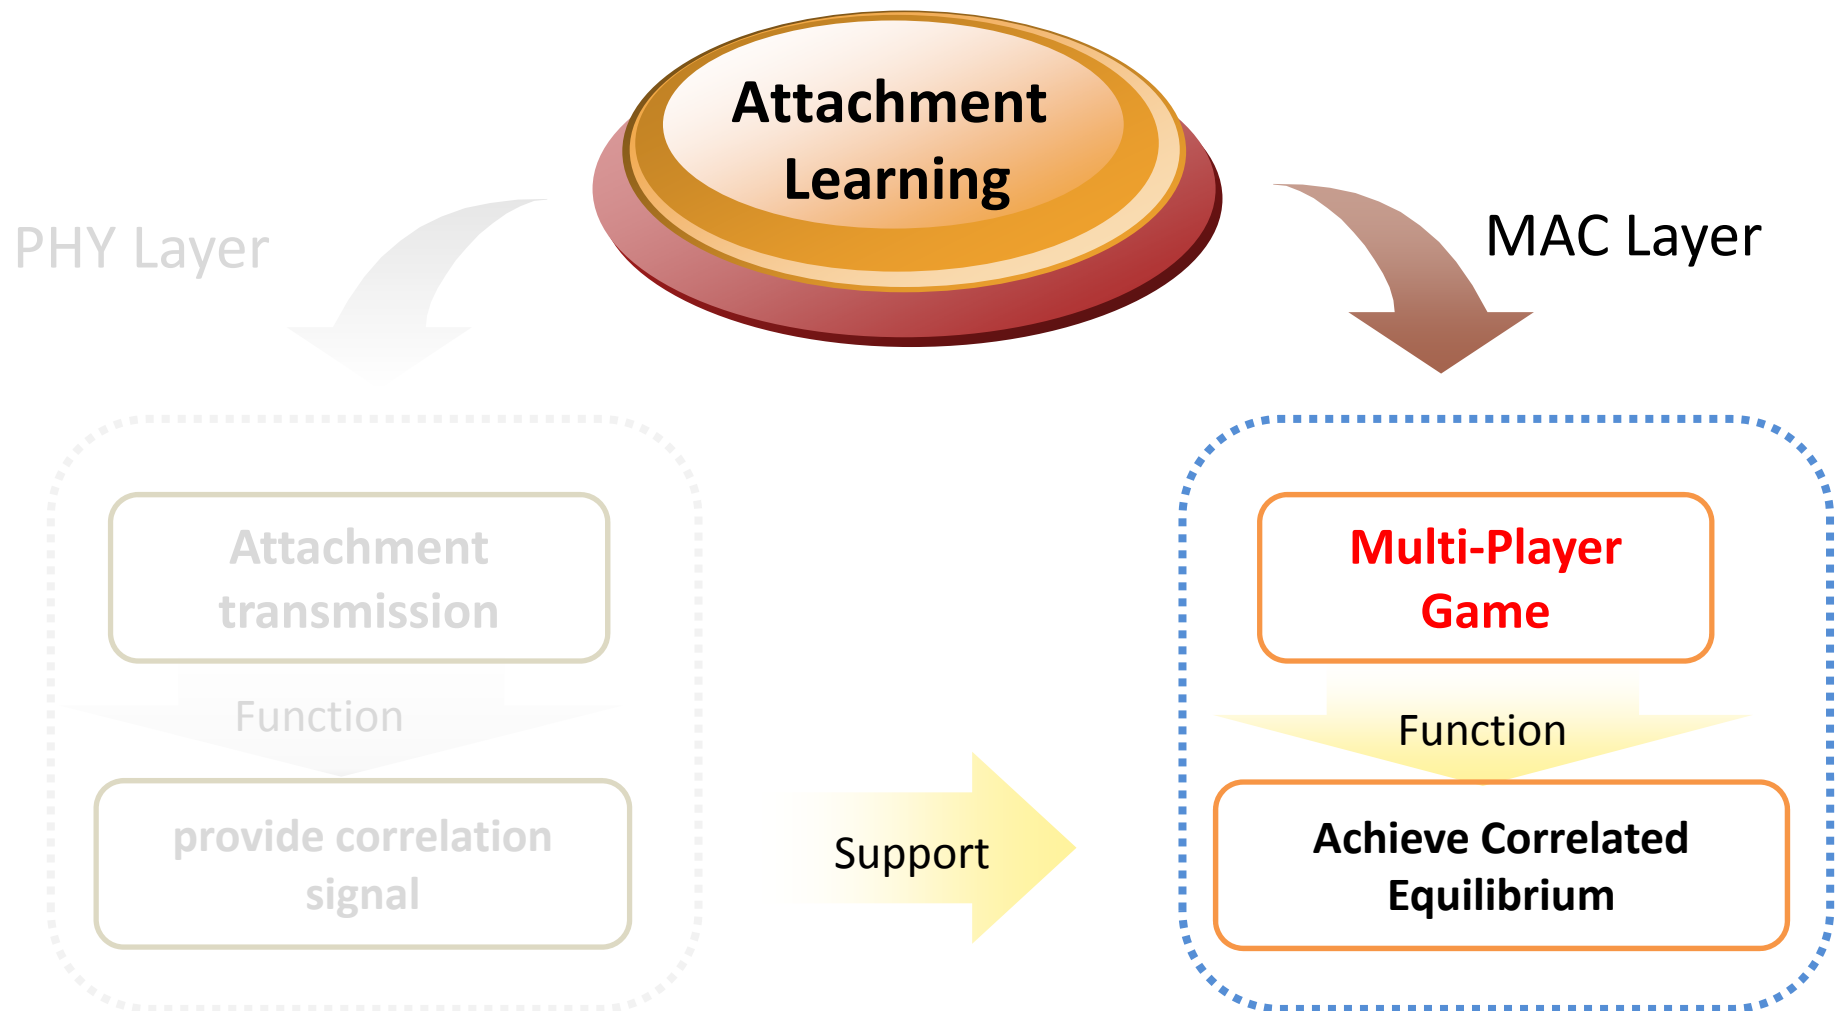 Attachment
Learning
PHY Layer
MAC Layer
Attachment
transmission
Function
provide correlation
signal
Support
Multi-Player
Game
Function
Achieve Correlated
Equilibrium